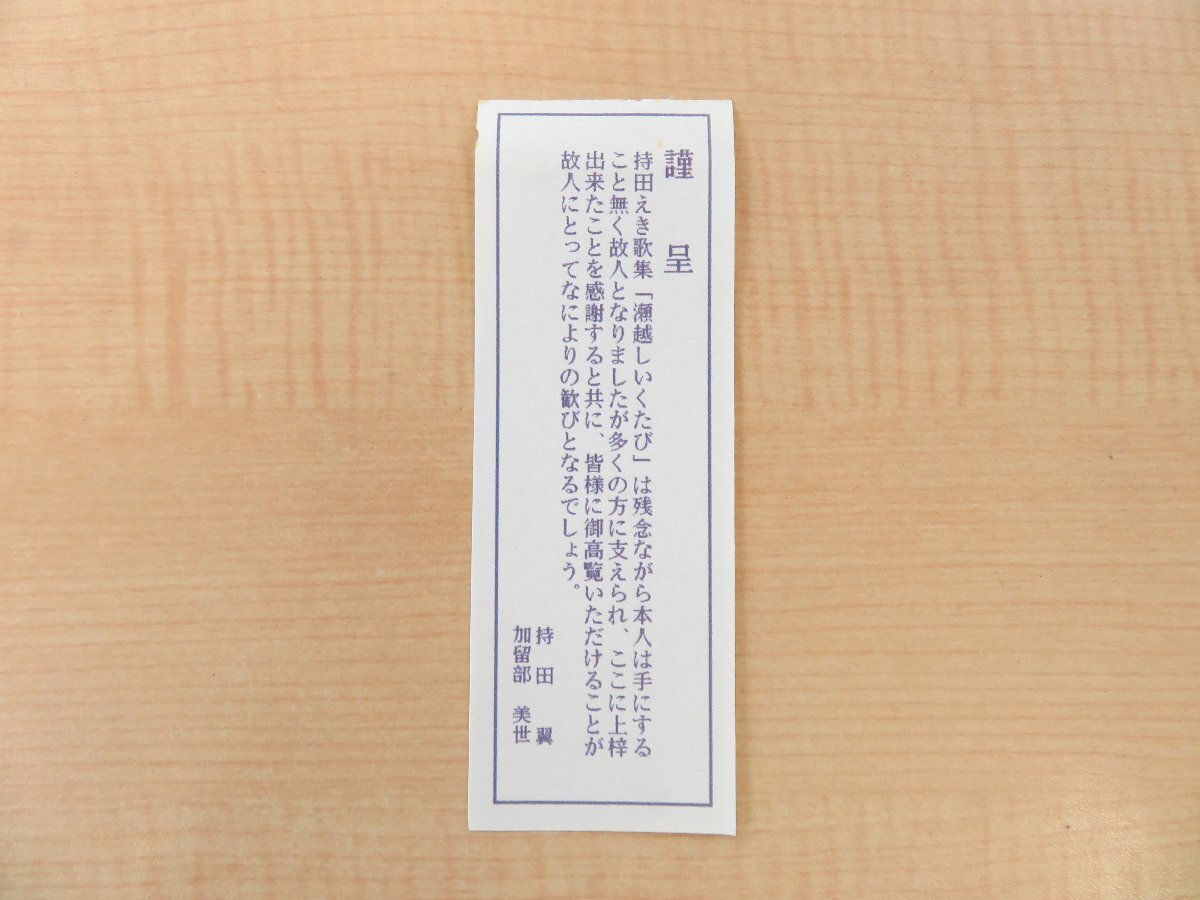 謹呈
持田えき歌集「瀬越しいくたび」は残念ながら本人は手にする
こと無く故人となりましたが多くの方に支えられ、ここに上梓
出来たことを感謝すると共に、皆様に御高覧いただけることが
故人にとってなによりの歓びとなるでしょう。
持田 翼
加留部 美世